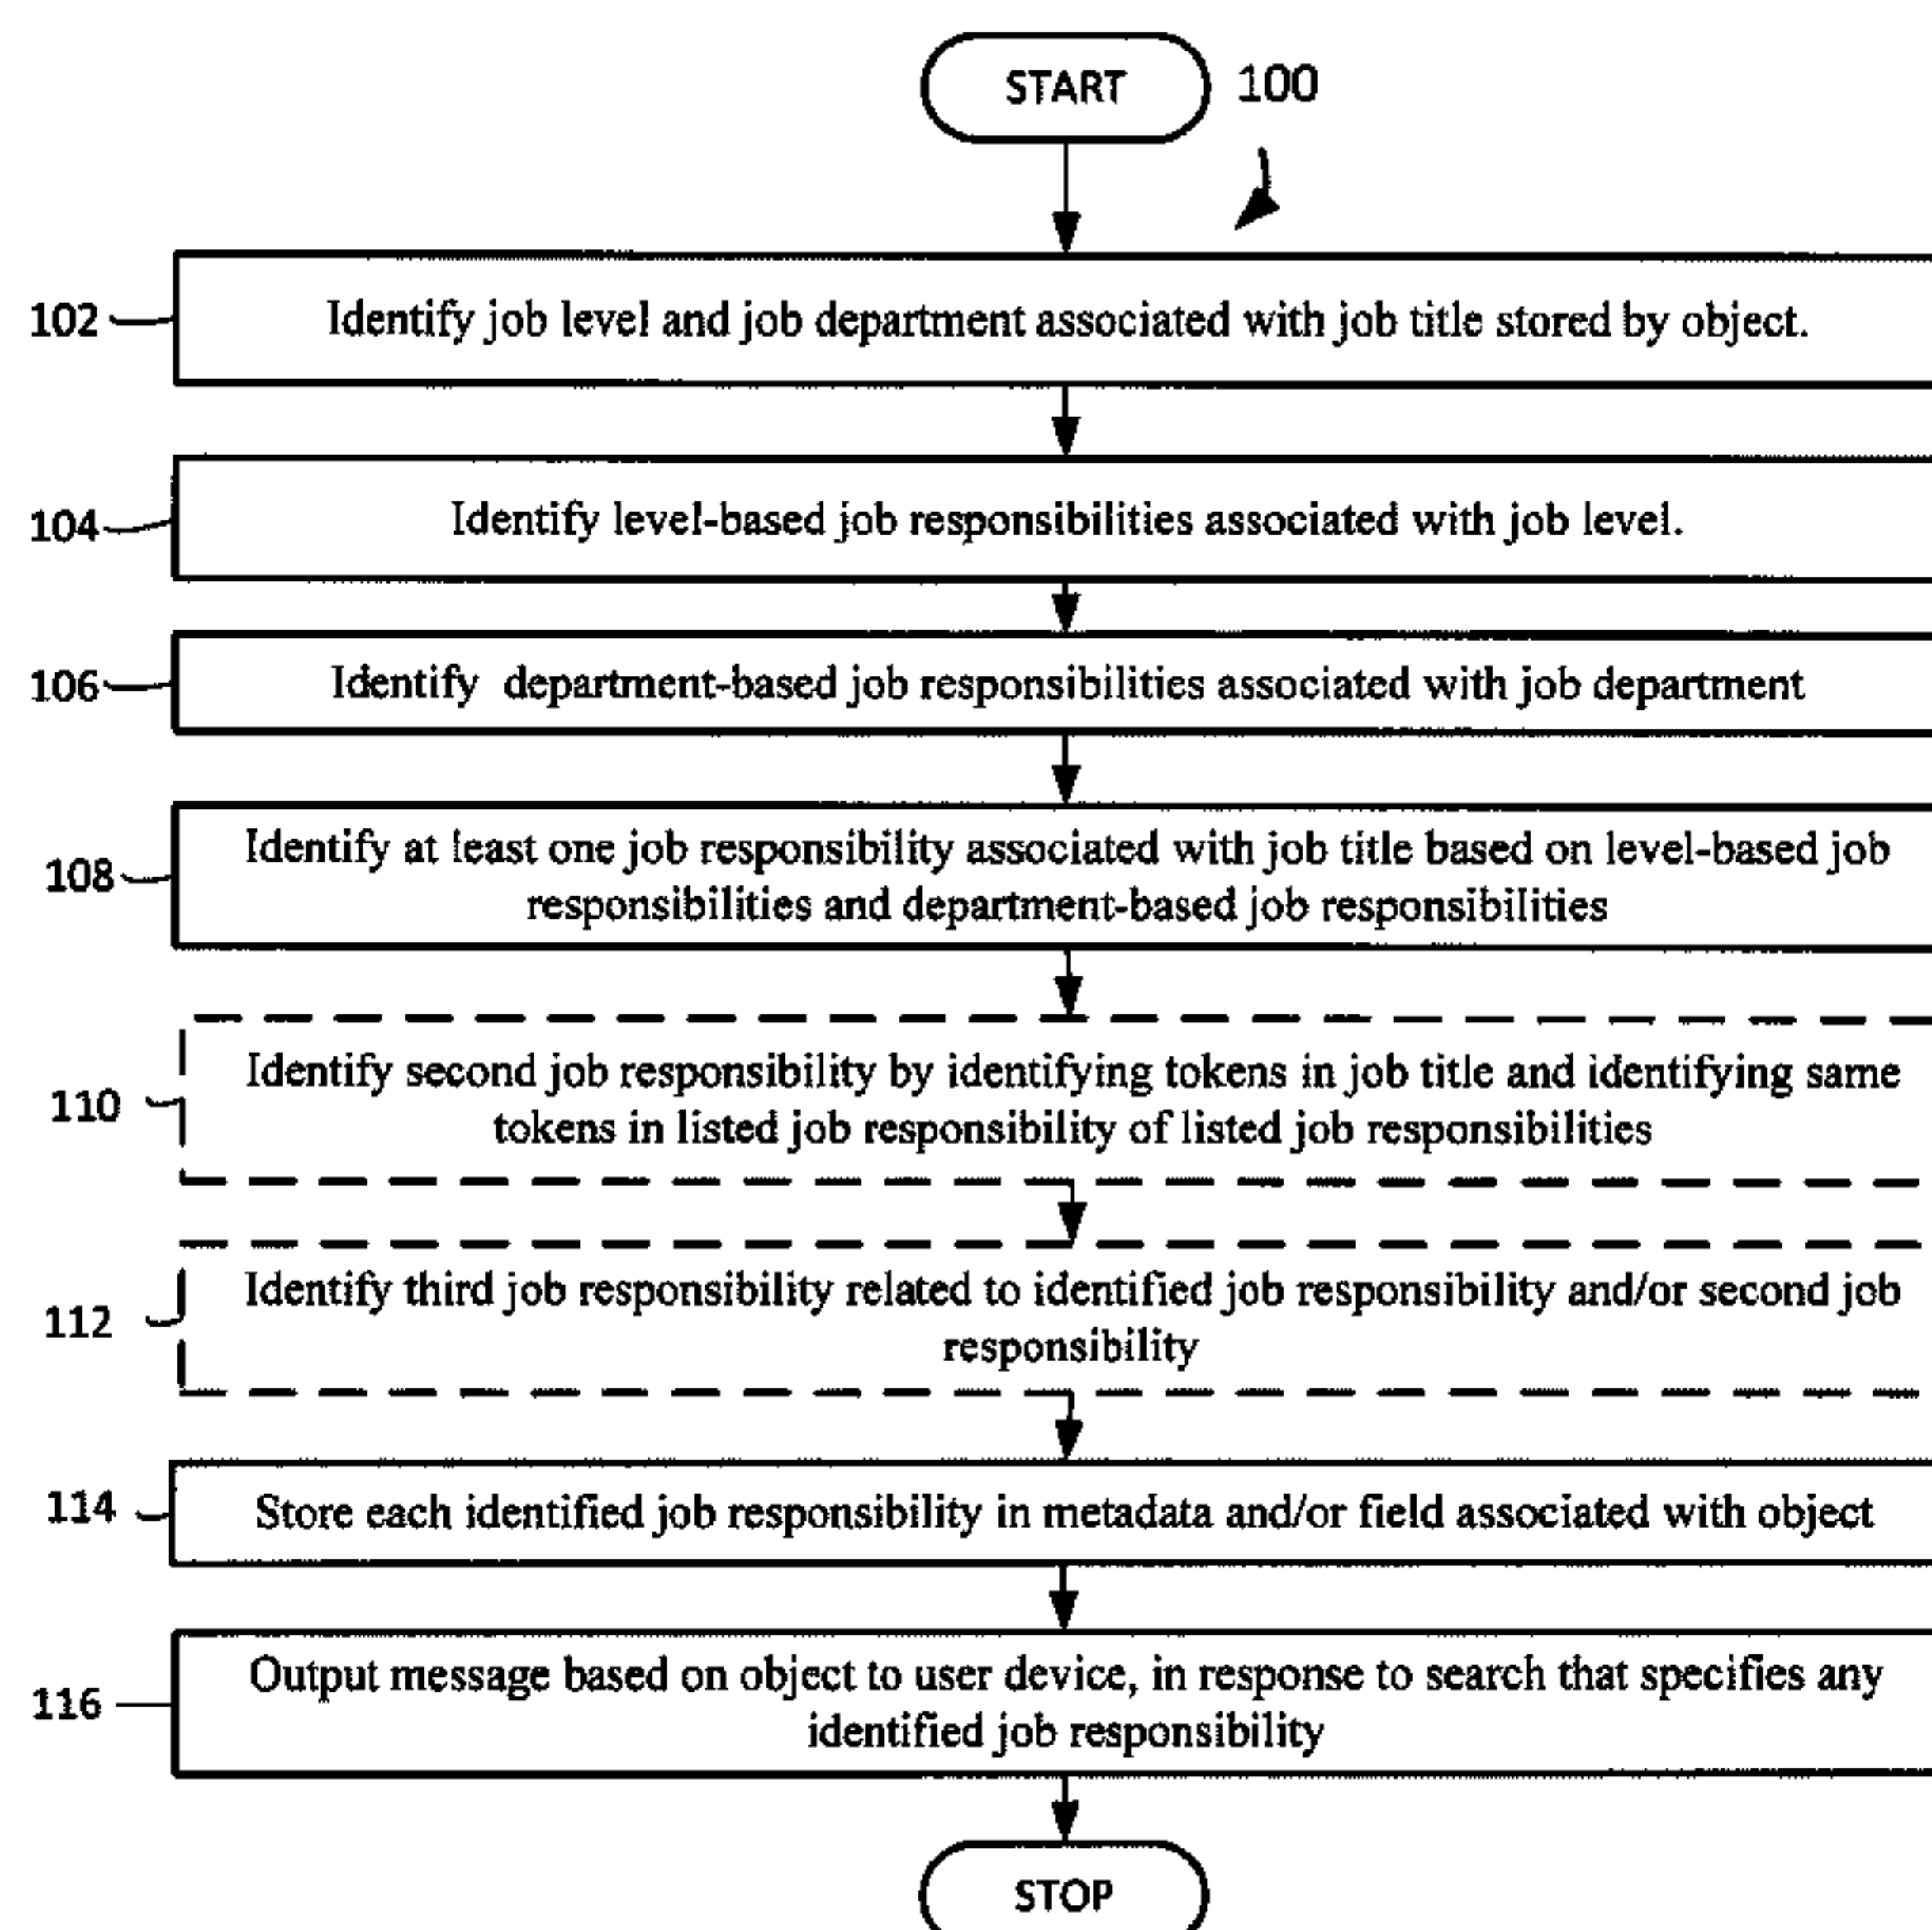 START
100
102
Identify job level and job department associated with job title stored by object.
104
Identify level-based job responsibilities associated with job level.
106
Identify department-based job responsibilities associated with job department
108
Identify at least one job responsibility associated with job title based on level-based job
responsibilities and department-based job responsibilities
110
Identify second job responsibility by identifying tokens in job title and identifying same
tokens in listed job responsibility of listed job responsibilities
112
Identify third job responsibility related to identified job responsibility and/or second job
responsibility
114
Store each identified job responsibility in metadata and/or field associated with object
116
Output message based on object to user device, in response to search that specifies any
identified job responsibility
STOP